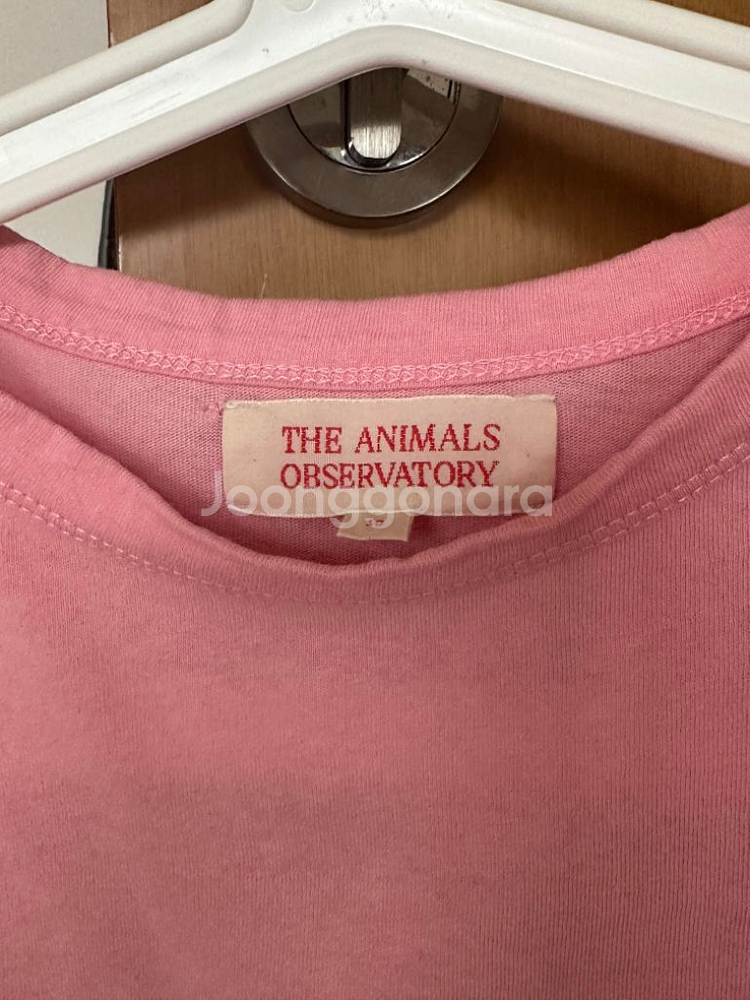 THE ANIMALS
OBSERVATORY
Joonggonara